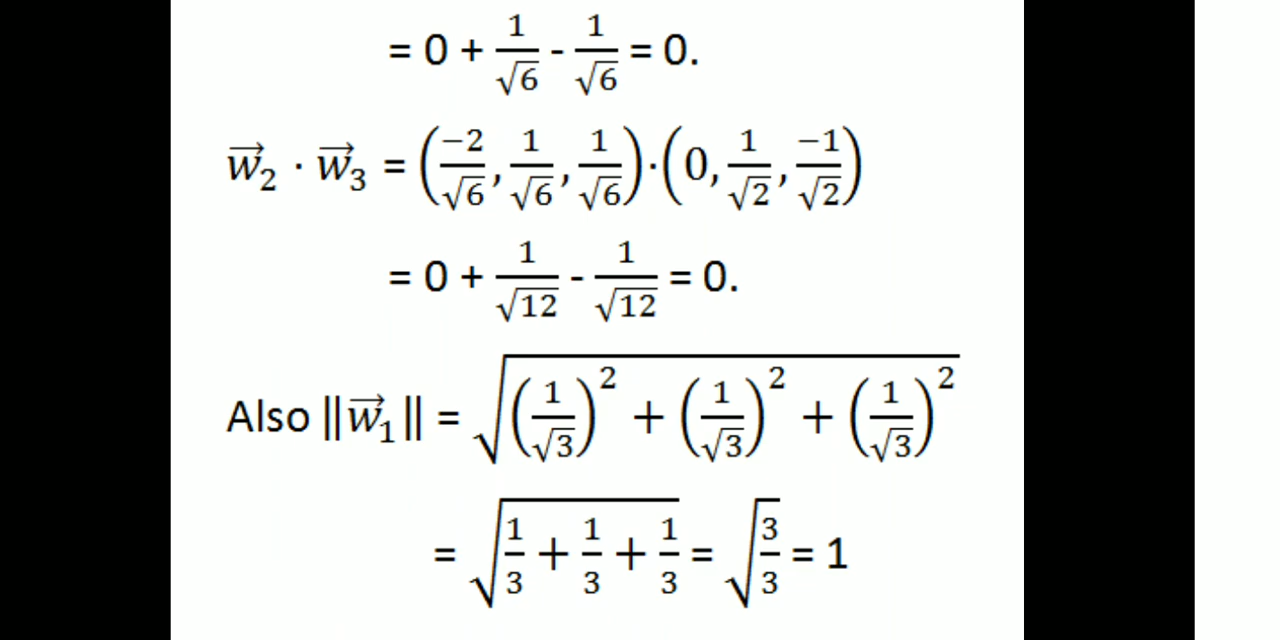 = 0 + 1/√6 - 1/√6 = 0.
w⃗₂ · w⃗₃ = (−2/√6, 1/√6, 1/√6)·(0, 1/√2, −1/√2)
= 0 + 1/√12 - 1/√12 = 0.
Also ‖w⃗₁‖ = √((1/√3)² + (1/√3)² + (1/√3)²)
= √(1/3 + 1/3 + 1/3) = √(3/3) = 1